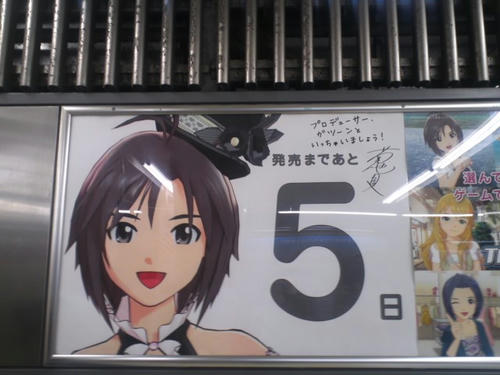 プロデューサー、
ガツーンと
いっちゃいましょう!
発売まであと
5
日
選んで
ゲームで